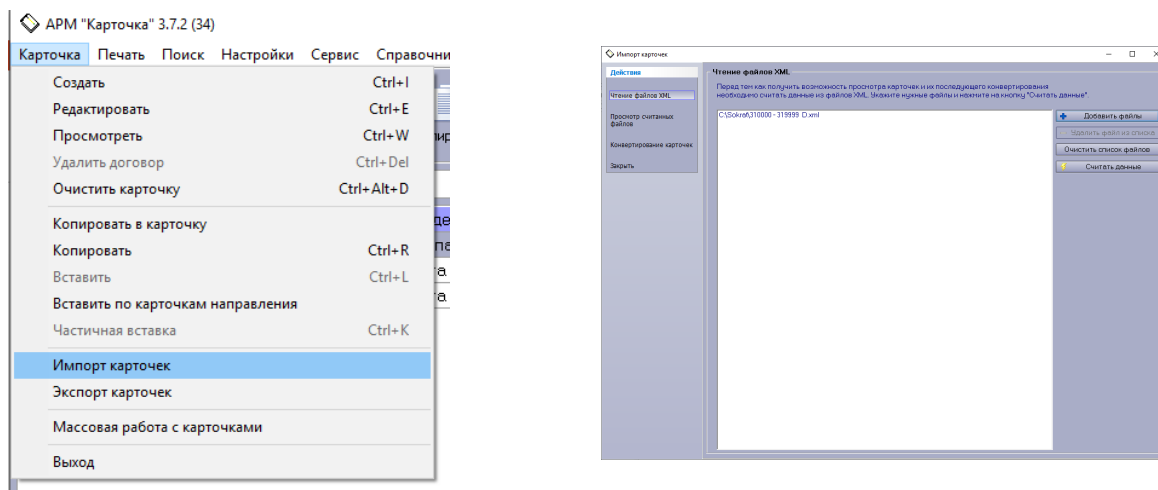 АРМ "Карточка" 3.7.2 (34)
Карточка Печать Поиск Настройки Сервис Справочни
Создать Ctrl+I
Редактировать Ctrl+E
Просмотреть Ctrl+W
Удалить договор Ctrl+Del
Очистить карточку Ctrl+Alt+D
Копировать в карточку
Копировать Ctrl+R
Вставить Ctrl+L
Вставить по карточкам направления
Частичная вставка Ctrl+K
Импорт карточек
Экспорт карточек
Массовая работа с карточками
Выход
Импорт карточек
Действия
Чтение файлов XML
Просмотр считанных
файлов
Конвертирование карточек
Закрыть
Чтение файлов XML
Перед тем как получить возможность просмотра карточек и их последующего конвертирования
необходимо считать данные из файлов XML. Укажите нужные файлы и нажмите на кнопку "Считать данные".
C:\Sokrat\310000 - 319999 D.xml
Добавить файлы
Удалить файл из списка
Очистить список файлов
Считать данные